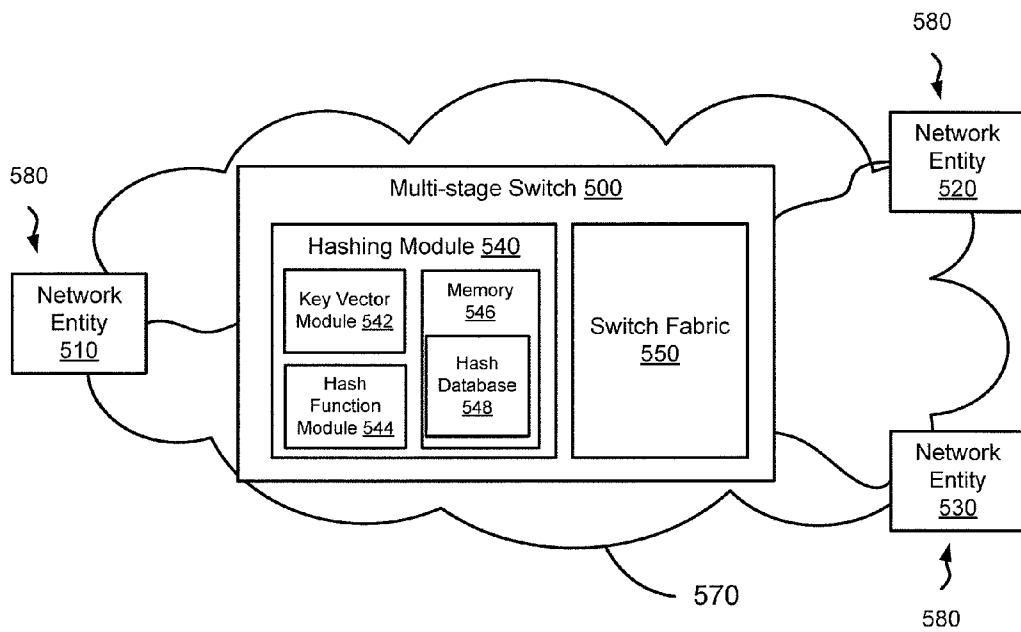 580
Network
Entity
520
580
Multi-stage Switch 500
Hashing Module 540
Key Vector
Module 542
Memory
546
Network
Entity
510
Switch Fabric
550
Hash
Function
Module 544
Hash
Database
548
Network
Entity
530
570
580